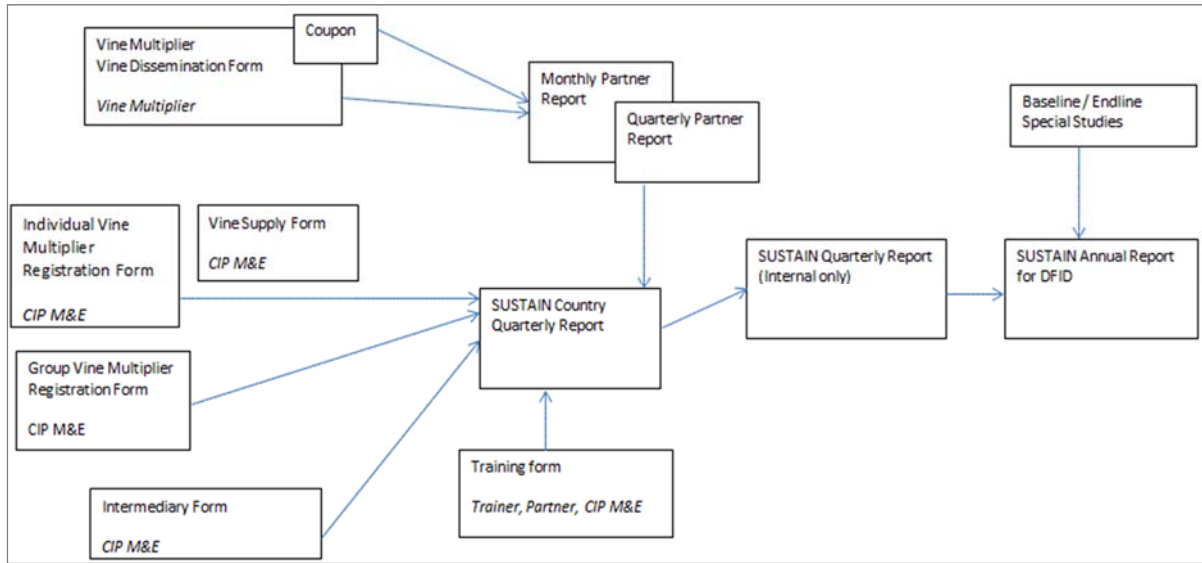 Coupon
Vine Multiplier
Vine Dissemination Form
Vine Multiplier
Monthly Partner
Report
Quarterly Partner
Report
Baseline / Endline
Special Studies
Individual Vine
Multiplier
Registration Form
CIP M&E
Vine Supply Form
CIP M&E
SUSTAIN Quarterly Report
(Internal only)
SUSTAIN Annual Report
for DFID
SUSTAIN Country
Quarterly Report
Group Vine Multiplier
Registration Form
CIP M&E
Training form
Trainer, Partner, CIP M&E
Intermediary Form
CIP M&E